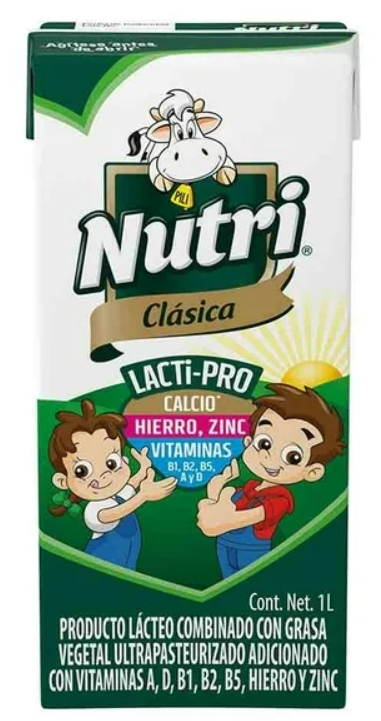 Agítese antes
de abrir
Nutri
PILI
Nutri®
Clásica
LACTi-PRO
CALCIO*
HIERRO, ZINC
VITAMINAS
B1, B2, B5,
A y D
Cont. Net. 1L
PRODUCTO LÁCTEO COMBINADO CON GRASA
VEGETAL ULTRAPASTEURIZADO ADICIONADO
CON VITAMINAS A, D, B1, B2, B5, HIERRO Y ZINC